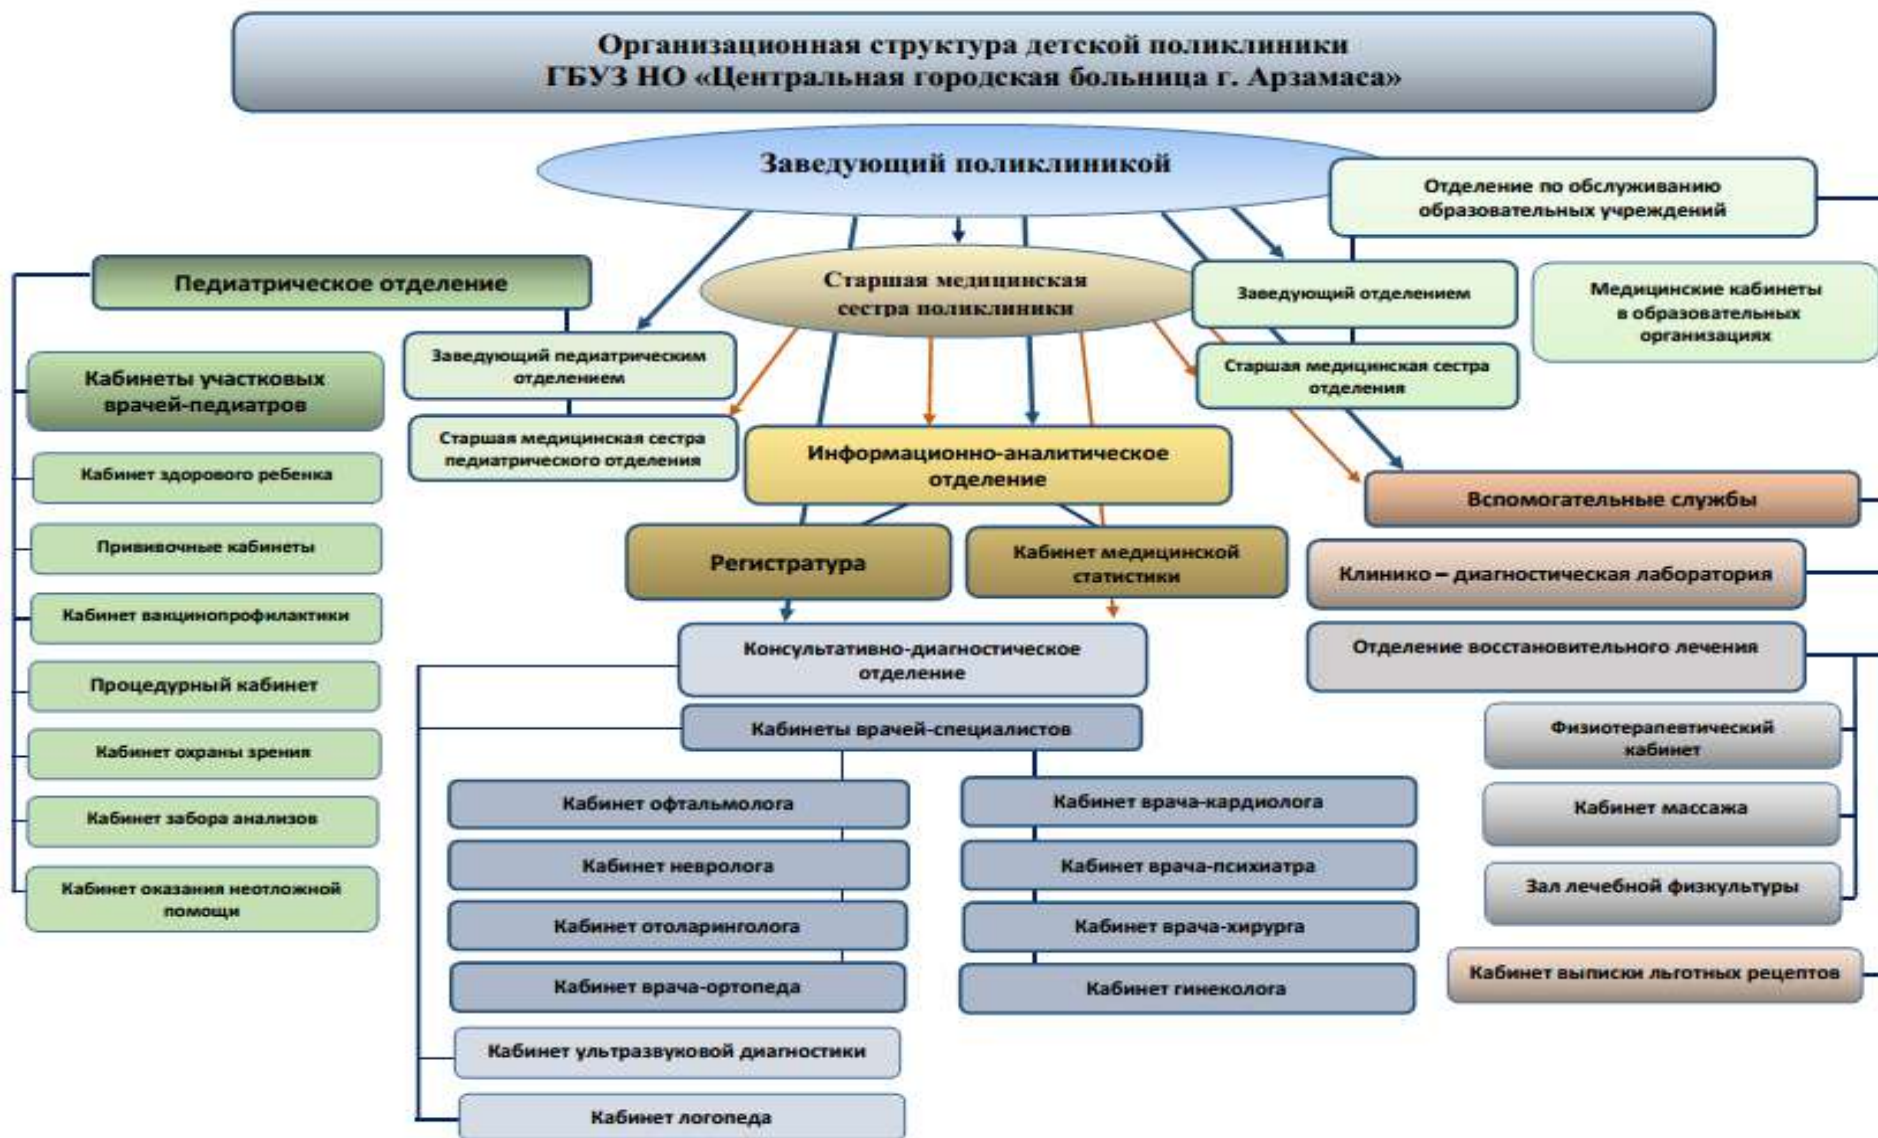 Организационная структура детской поликлиники
ГБУЗ НО «Центральная городская больница г. Арзамаса»
Заведующий поликлиникой
Отделение по обслуживанию
образовательных учреждений
Педиатрическое отделение
Старшая медицинская
сестра поликлиники
Заведующий отделением
Медицинские кабинеты
в образовательных
организациях
Заведующий педиатрическим
отделением
Старшая медицинская сестра
отделения
Кабинеты участковых
врачей-педиатров
Старшая медицинская сестра
педиатрического отделения
Информационно-аналитическое
отделение
Кабинет здорового ребенка
Вспомогательные службы
Прививочные кабинеты
Регистратура
Кабинет медицинской
статистики
Клинико – диагностическая лаборатория
Кабинет вакцинопрофилактики
Консультативно-диагностическое
отделение
Отделение восстановительного лечения
Процедурный кабинет
Кабинеты врачей-специалистов
Физиотерапевтический
кабинет
Кабинет охраны зрения
Кабинет офтальмолога
Кабинет врача-кардиолога
Кабинет массажа
Кабинет забора анализов
Кабинет невролога
Кабинет врача-психиатра
Зал лечебной физкультуры
Кабинет оказания неотложной
помощи
Кабинет отоларинголога
Кабинет врача-хирурга
Кабинет выписки льготных рецептов
Кабинет врача-ортопеда
Кабинет гинеколога
Кабинет ультразвуковой диагностики
Кабинет логопеда